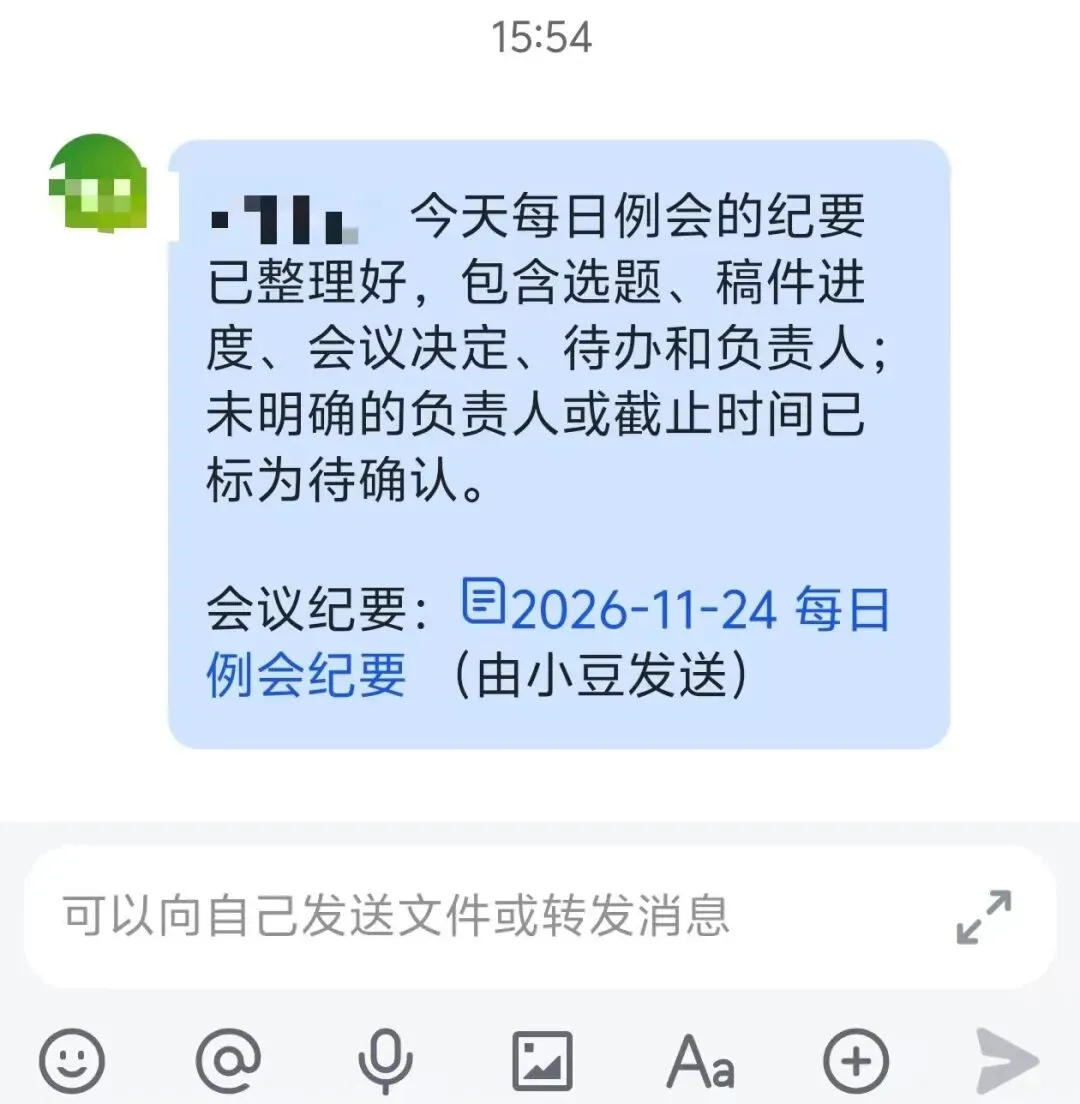 15:54
今天每日例会的纪要
已整理好，包含选题、稿件进
度、会议决定、待办和负责人；
未明确的负责人或截止时间已
标为待确认。
会议纪要：2026-11-24 每日
例会纪要 （由小豆发送）
可以向自己发送文件或转发消息
@ Aa